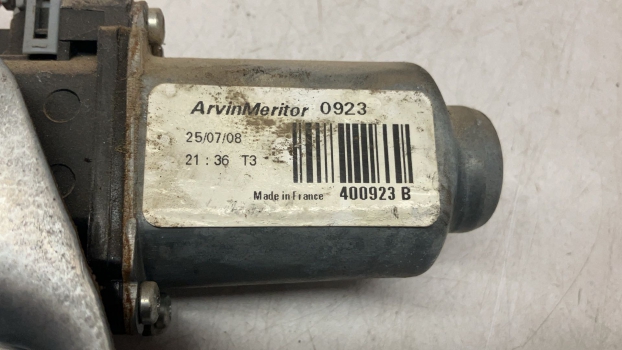 ArvinMeritor 0923
25/07/08
21:36 T3
Made in France 400923 B